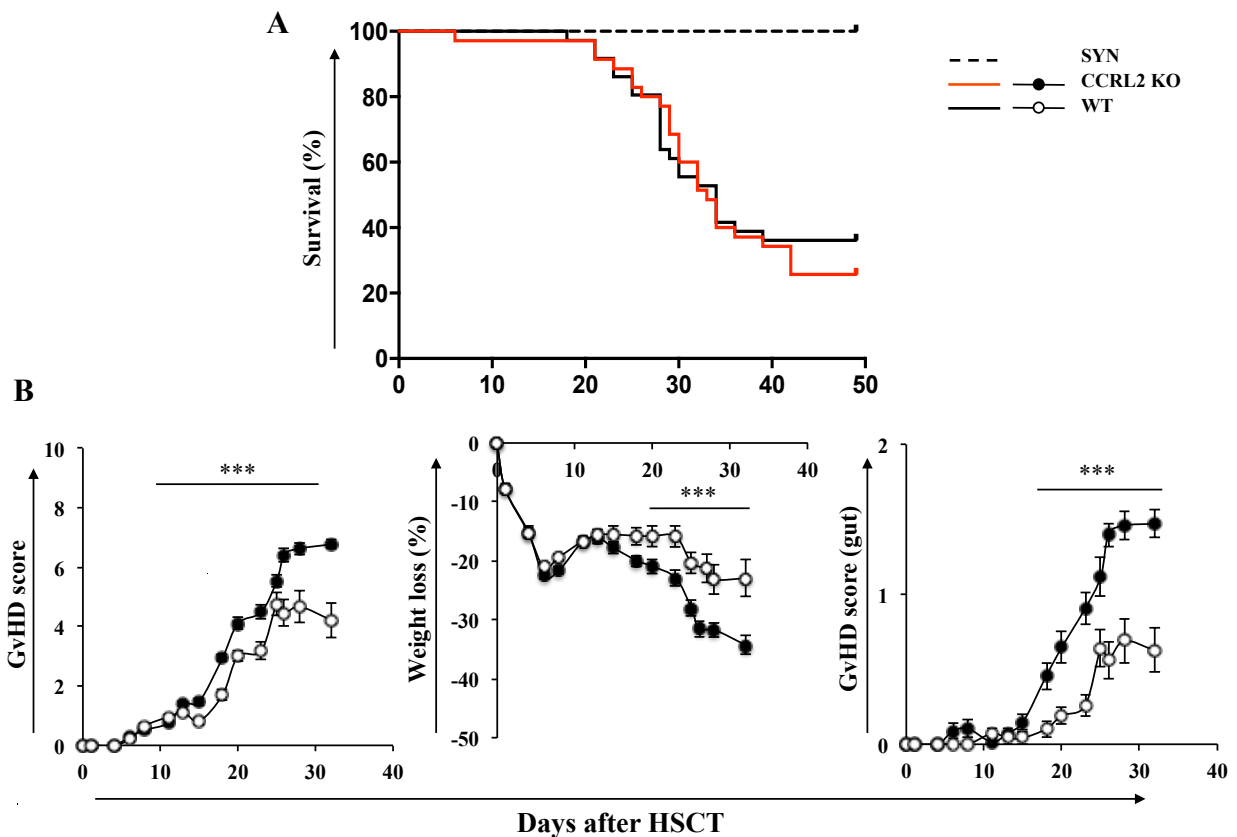 A
SYN
CCRL2 KO
WT
Survival (%)
100
80
60
40
20
0
0 10 20 30 40 50
B
GvHD score
10
8
6
4
2
0
0 10 20 30 40
***
Weight loss (%)
0
-10
-20
-30
-40
-50
0 10 20 30 40
***
GvHD score (gut)
2
1
0
0 10 20 30 40
***
Days after HSCT